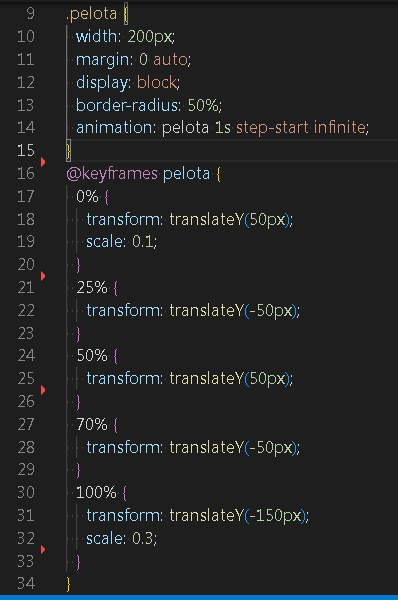 9 .pelota {
10 width: 200px;
11 margin: 0 auto;
12 display: block;
13 border-radius: 50%;
14 animation: pelota 1s step-start infinite;
15 }
16 @keyframes pelota {
17 0% {
18 transform: translateY(50px);
19 scale: 0.1;
20 }
21 25% {
22 transform: translateY(-50px);
23 }
24 50% {
25 transform: translateY(50px);
26 }
27 70% {
28 transform: translateY(-50px);
29 }
30 100% {
31 transform: translateY(-150px);
32 scale: 0.3;
33 }
34 }